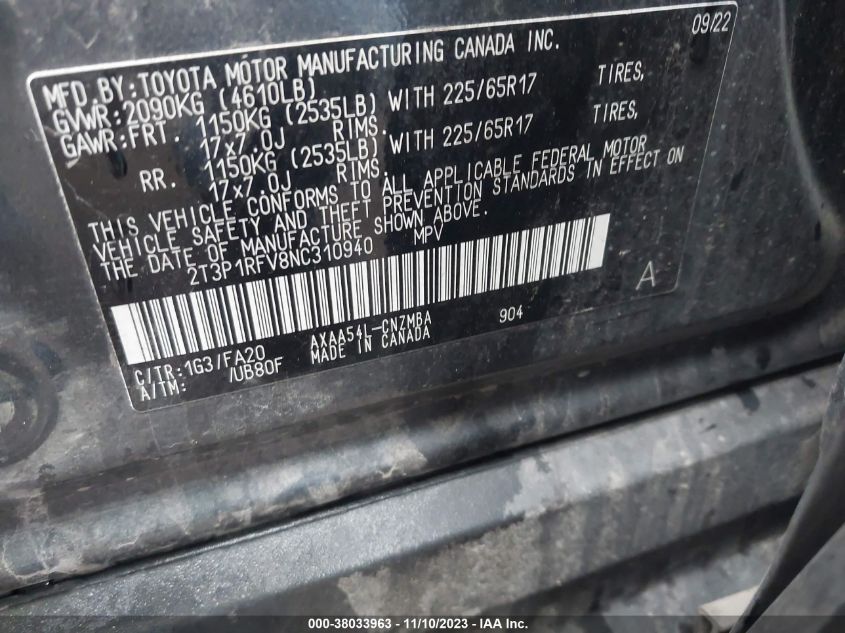 09/22
MFD.BY:TOYOTA MOTOR MANUFACTURING CANADA INC.
GVWR:2090KG (4610LB)
GAWR:FRT. 1150KG (2535LB) WITH 225/65R17 TIRES,
17x7.0J RIMS.
RR. 1150KG (2535LB) WITH 225/65R17 TIRES,
17x7.0J RIMS.
THIS VEHICLE CONFORMS TO ALL APPLICABLE FEDERAL MOTOR
VEHICLE SAFETY AND THEFT PREVENTION STANDARDS IN EFFECT ON
THE DATE OF MANUFACTURE SHOWN ABOVE.
2T3P1RFV8NC310940 MPV
A
C/TR:1G3/FA20 AXAA54L-CNZMBA 904
A/TM: /UB80F MADE IN CANADA
000-38033963 - 11/10/2023 - IAA Inc.